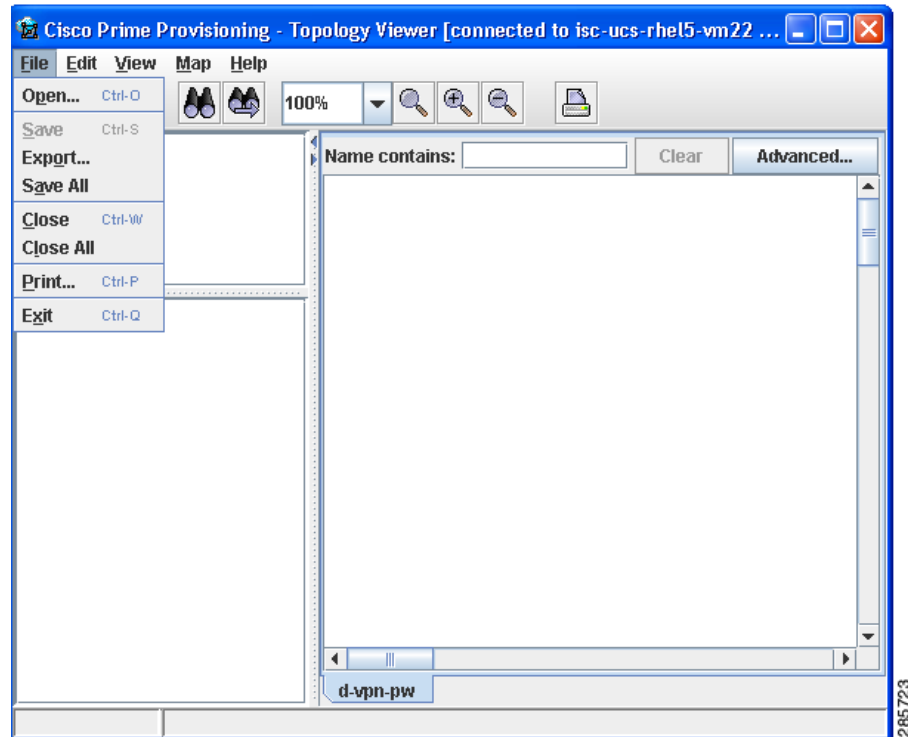 Cisco Prime Provisioning - Topology Viewer [connected to isc-ucs-rhel5-vm22 ...
File Edit View Map Help
Open... Ctrl-O
100%
Save Ctrl-S
Export...
Name contains: Clear Advanced...
Save All
Close Ctrl-W
Close All
Print... Ctrl-P
Exit Ctrl-Q
d-vpn-pw
285723